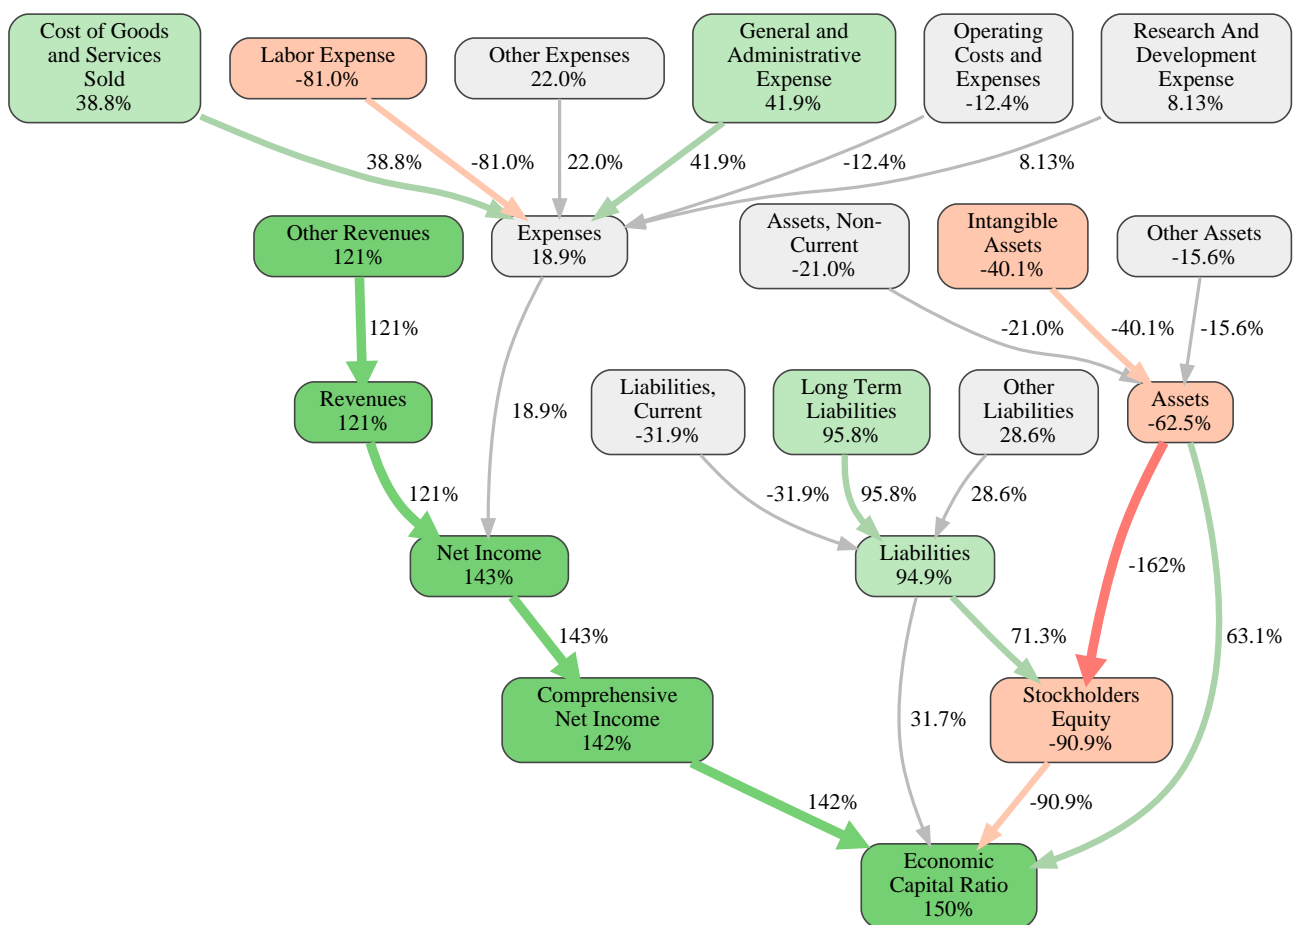 Cost of Goods
and Services
Sold
38.8%
Labor Expense
-81.0%
Other Expenses
22.0%
General and
Administrative
Expense
41.9%
Operating
Costs and
Expenses
-12.4%
Research And
Development
Expense
8.13%
38.8%
-81.0%
22.0%
41.9%
-12.4%
8.13%
Other Revenues
121%
Expenses
18.9%
Assets, Non-
Current
-21.0%
Intangible
Assets
-40.1%
Other Assets
-15.6%
121%
-21.0%
-40.1%
-15.6%
Revenues
121%
18.9%
Liabilities,
Current
-31.9%
Long Term
Liabilities
95.8%
Other
Liabilities
28.6%
Assets
-62.5%
121%
-31.9%
95.8%
28.6%
Net Income
143%
Liabilities
94.9%
-162%
143%
71.3%
63.1%
Comprehensive
Net Income
142%
31.7%
Stockholders
Equity
-90.9%
142%
-90.9%
Economic
Capital Ratio
150%